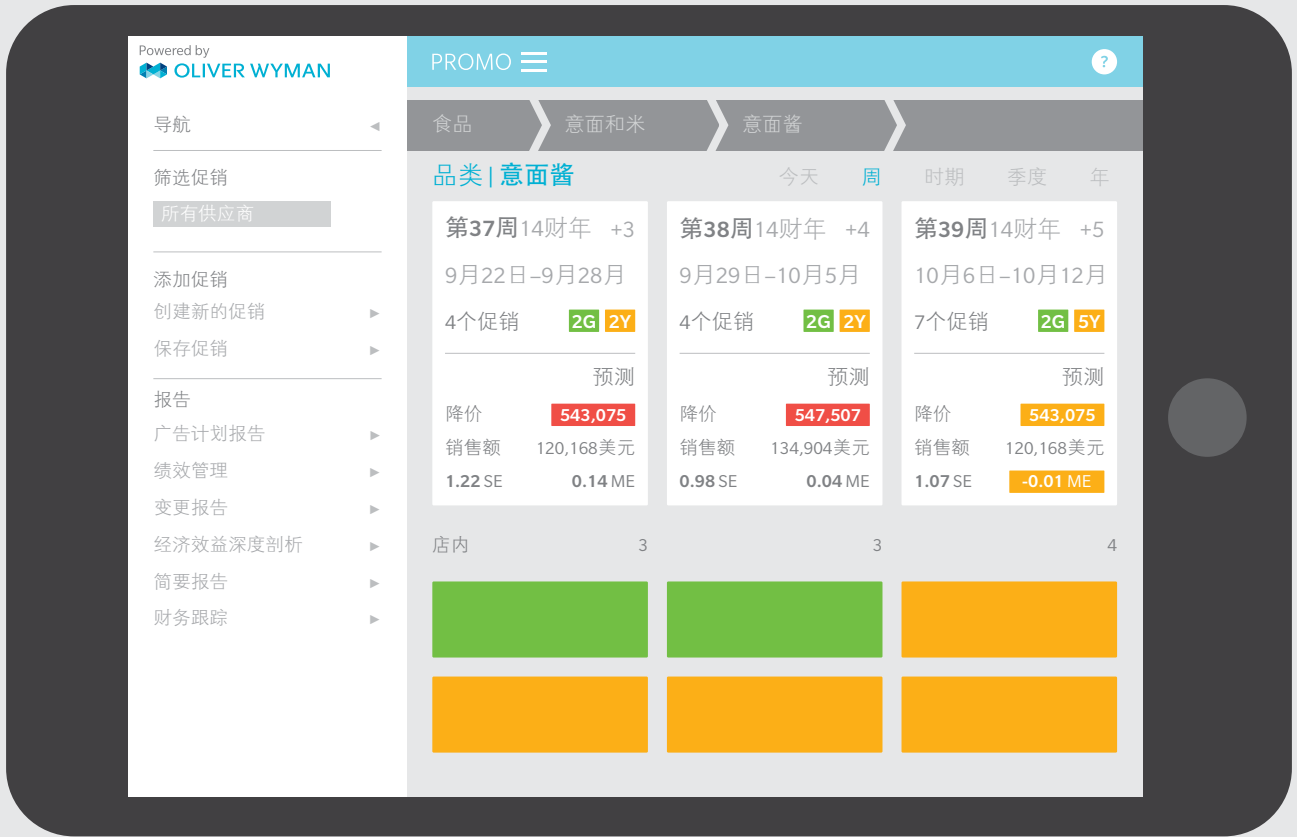 Powered by
OLIVER WYMAN
导航
筛选促销
所有供应商
添加促销
创建新的促销
保存促销
报告
广告计划报告
绩效管理
变更报告
经济效益深度剖析
简要报告
财务跟踪
PROMO ?
食品 意面和米 意面酱
品类 | 意面酱 今天 周 时期 季度 年
第37周14财年 +3
9月22日–9月28月
4个促销 2G 2Y
预测
降价 543,075
销售额 120,168美元
1.22 SE 0.14 ME
第38周14财年 +4
9月29日–10月5月
4个促销 2G 2Y
预测
降价 547,507
销售额 134,904美元
0.98 SE 0.04 ME
第39周14财年 +5
10月6日–10月12月
7个促销 2G 5Y
预测
降价 543,075
销售额 120,168美元
1.07 SE -0.01 ME
店内 3 3 4